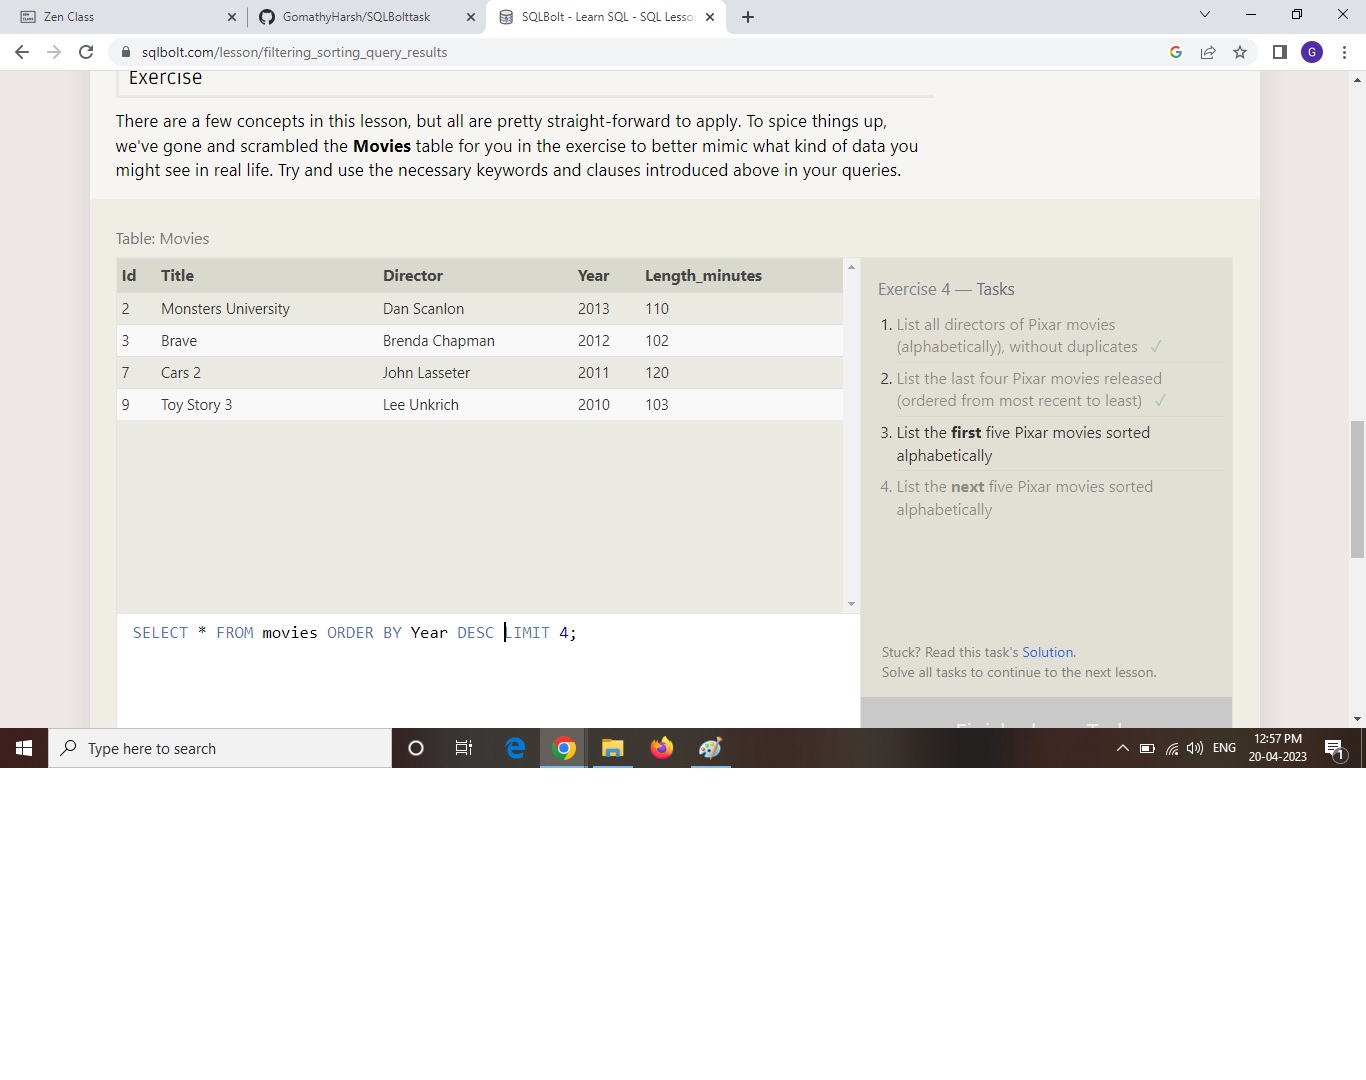 Zen Class
GomathyHarsh/SQLBolttask
SQLBolt - Learn SQL - SQL Lesso
sqlbolt.com/lesson/filtering_sorting_query_results
G
Exercise
There are a few concepts in this lesson, but all are pretty straight-forward to apply. To spice things up,
we've gone and scrambled the Movies table for you in the exercise to better mimic what kind of data you
might see in real life. Try and use the necessary keywords and clauses introduced above in your queries.
Table: Movies
Id Title Director Year Length_minutes
2 Monsters University Dan Scanlon 2013 110
3 Brave Brenda Chapman 2012 102
7 Cars 2 John Lasseter 2011 120
9 Toy Story 3 Lee Unkrich 2010 103
SELECT * FROM movies ORDER BY Year DESC LIMIT 4;
Exercise 4 — Tasks
1. List all directors of Pixar movies
(alphabetically), without duplicates ✓
2. List the last four Pixar movies released
(ordered from most recent to least) ✓
3. List the first five Pixar movies sorted
alphabetically
4. List the next five Pixar movies sorted
alphabetically
Stuck? Read this task's Solution.
Solve all tasks to continue to the next lesson.
Type here to search
ENG
12:57 PM
20-04-2023
1